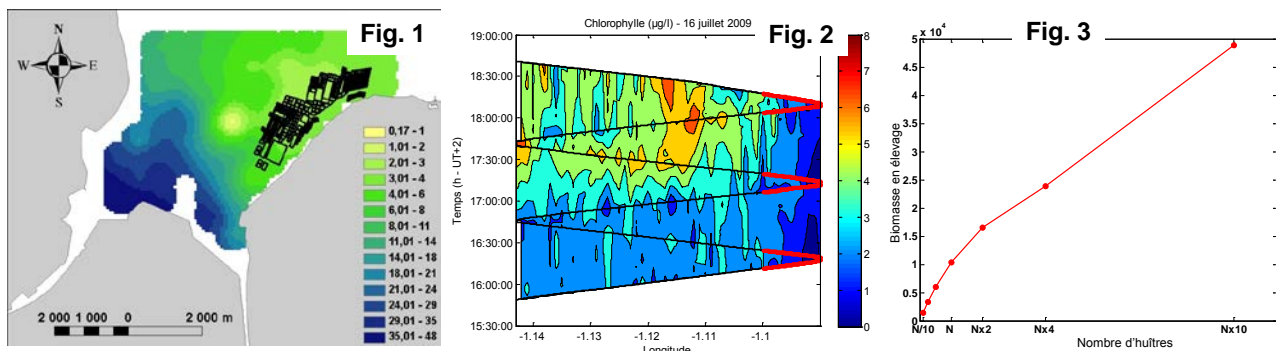 Fig. 1
N
W E
S
0,17 - 1
1,01 - 2
2.01 - 3
3.01 - 4
4,01 - 6
6,01 - 8
8,01 - 11
11,01 - 14
14,01 - 18
18,01 - 21
21,01 - 24
24,01 - 29
29,01 - 35
35,01 - 48
2 000 1 000 0 2 000 m
Chlorophylle (µg/l) - 16 juillet 2009
Fig. 2
Temps (h - UT+2)
19:00:00
18:30:00
18:00:00
17:30:00
17:00:00
16:30:00
16:00:00
15:30:00
-1.14 -1.13 -1.12 -1.11 -1.1
Longitude
8
7
6
5
4
3
2
1
0
Fig. 3
x 10⁴
Biomasse en élevage
5
4.5
4
3.5
3
2.5
2
1.5
1
0.5
0
N/10 N Nx2 Nx4 Nx10
Nombre d'huîtres